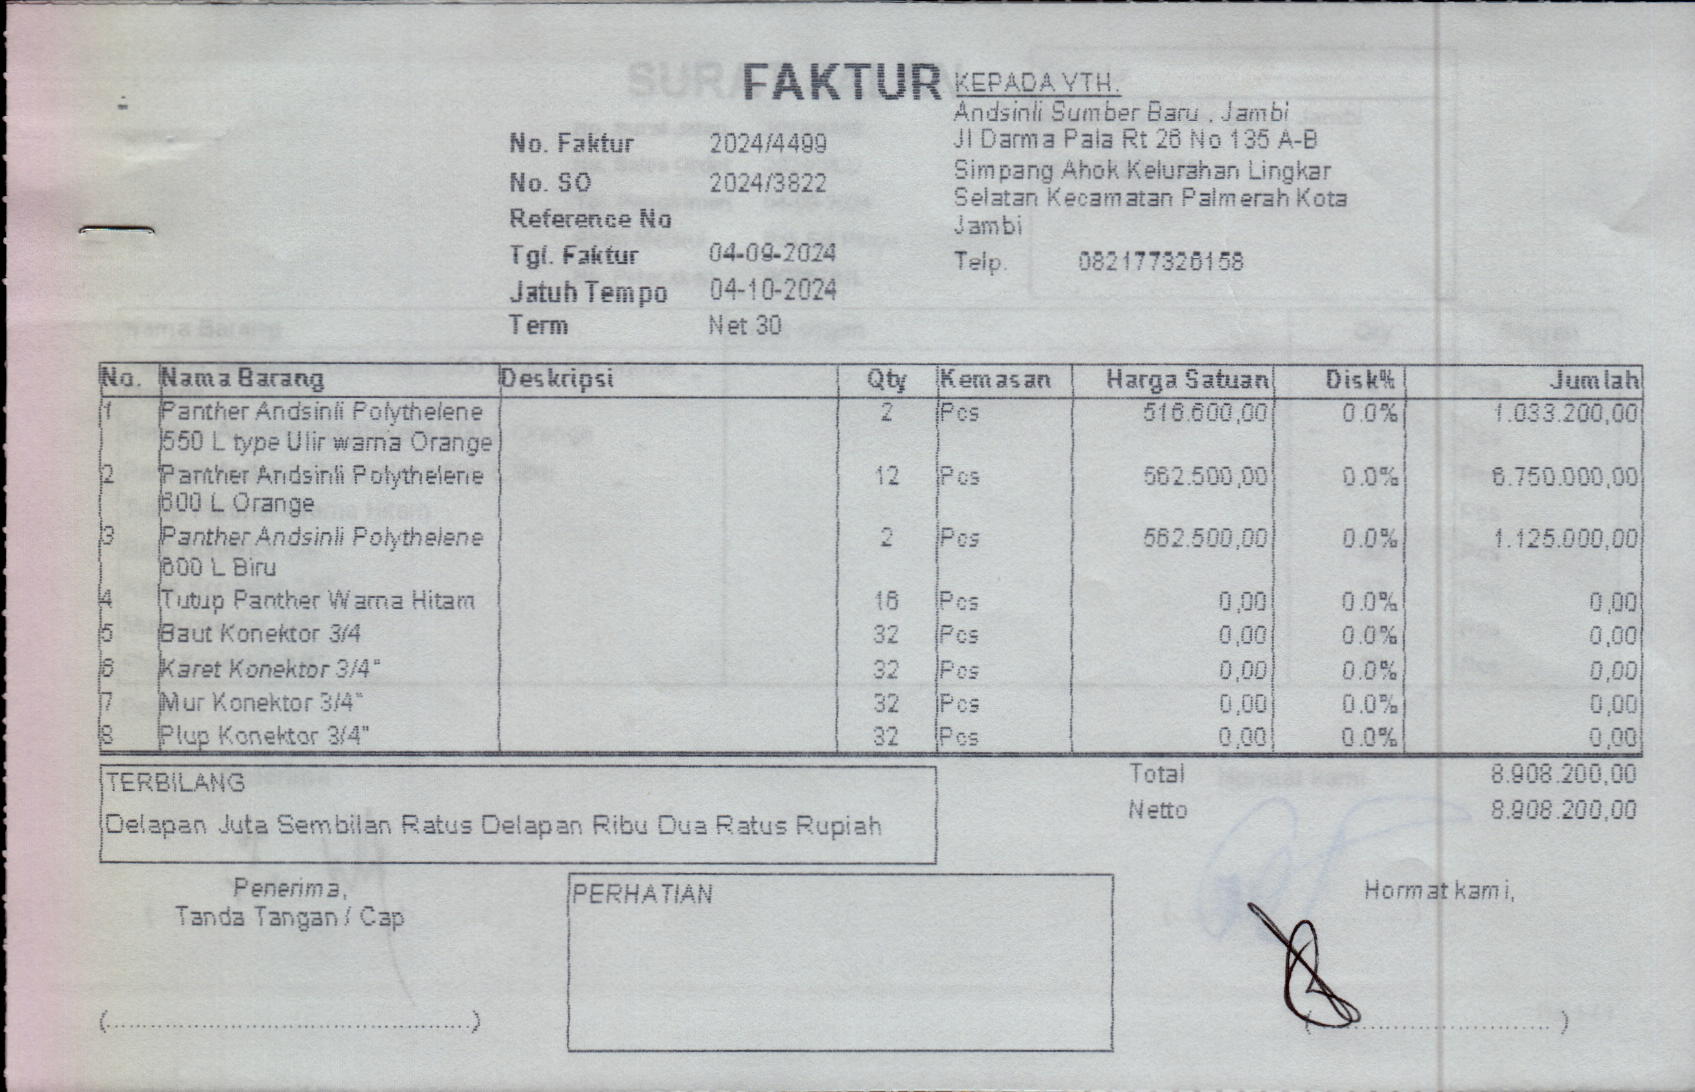 FAKTUR
KEPADA YTH.
Andsinli Sumber Baru , Jambi
Jl Darma Pala Rt 26 No 135 A-B
Simpang Ahok Kelurahan Lingkar
Selatan Kecamatan Palmerah Kota
Jambi
Telp. 082177326158
No. Faktur 2024/4499
No. SO 2024/3822
Reference No
Tgl. Faktur 04-09-2024
Jatuh Tempo 04-10-2024
Term Net 30
No. Nama Barang Deskripsi Qty Kemasan Harga Satuan Disk% Jumlah
1 Panther Andsinli Polythelene 2 Pcs 516.600,00 0.0% 1.033.200,00
550 L type Ulir warna Orange
2 Panther Andsinli Polythelene 12 Pcs 562.500,00 0.0% 6.750.000,00
600 L Orange
3 Panther Andsinli Polythelene 2 Pcs 562.500,00 0.0% 1.125.000,00
600 L Biru
4 Tutup Panther Warna Hitam 16 Pcs 0,00 0.0% 0,00
5 Baut Konektor 3/4 32 Pcs 0,00 0.0% 0,00
6 Karet Konektor 3/4" 32 Pcs 0,00 0.0% 0,00
7 Mur Konektor 3/4" 32 Pcs 0,00 0.0% 0,00
8 Plup Konektor 3/4" 32 Pcs 0,00 0.0% 0,00
TERBILANG
Delapan Juta Sembilan Ratus Delapan Ribu Dua Ratus Rupiah
Total 8.908.200,00
Netto 8.908.200,00
Penerima,
Tanda Tangan / Cap
PERHATIAN
Hormat kami,